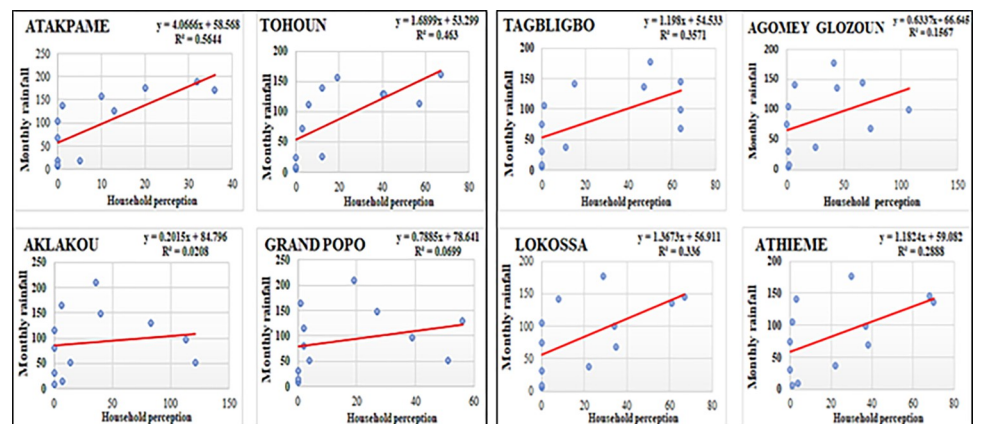 ATAKPAME
y = 4.0666x + 58.568
R² = 0.5644
Monthly rainfall
250
200
150
100
50
0
0 10 20 30 40
Household perception
TOHOUN
y = 1.6899x + 53.299
R² = 0.463
Monthly rainfall
200
150
100
50
0
0 20 40 60 80
Household perception
TAGBLIGBO
y = 1.198x + 54.533
R² = 0.3571
Monthly rainfall
200
150
100
50
0
0 20 40 60 80
Household perception
AGOMEY GLOZOUN
y = 0.6337x + 66.645
R² = 0.1567
Monthly rainfall
200
150
100
50
0
0 50 100 150
Household perception
AKLAKOU
y = 0.2015x + 84.796
R² = 0.0208
Monthly rainfall
250
200
150
100
50
0
0 50 100 150
Household perception
GRAND POPO
y = 0.7885x + 78.641
R² = 0.0699
Monthly rainfall
250
200
150
100
50
0
0 20 40 60
Household perception
LOKOSSA
y = 1.3673x + 56.911
R² = 0.336
Monthly rainfall
200
150
100
50
0
0 20 40 60 80
Household perception
ATHIEME
y = 1.1824x + 59.082
R² = 0.2888
Monthly rainfall
200
150
100
50
0
0 20 40 60 80
Household perception